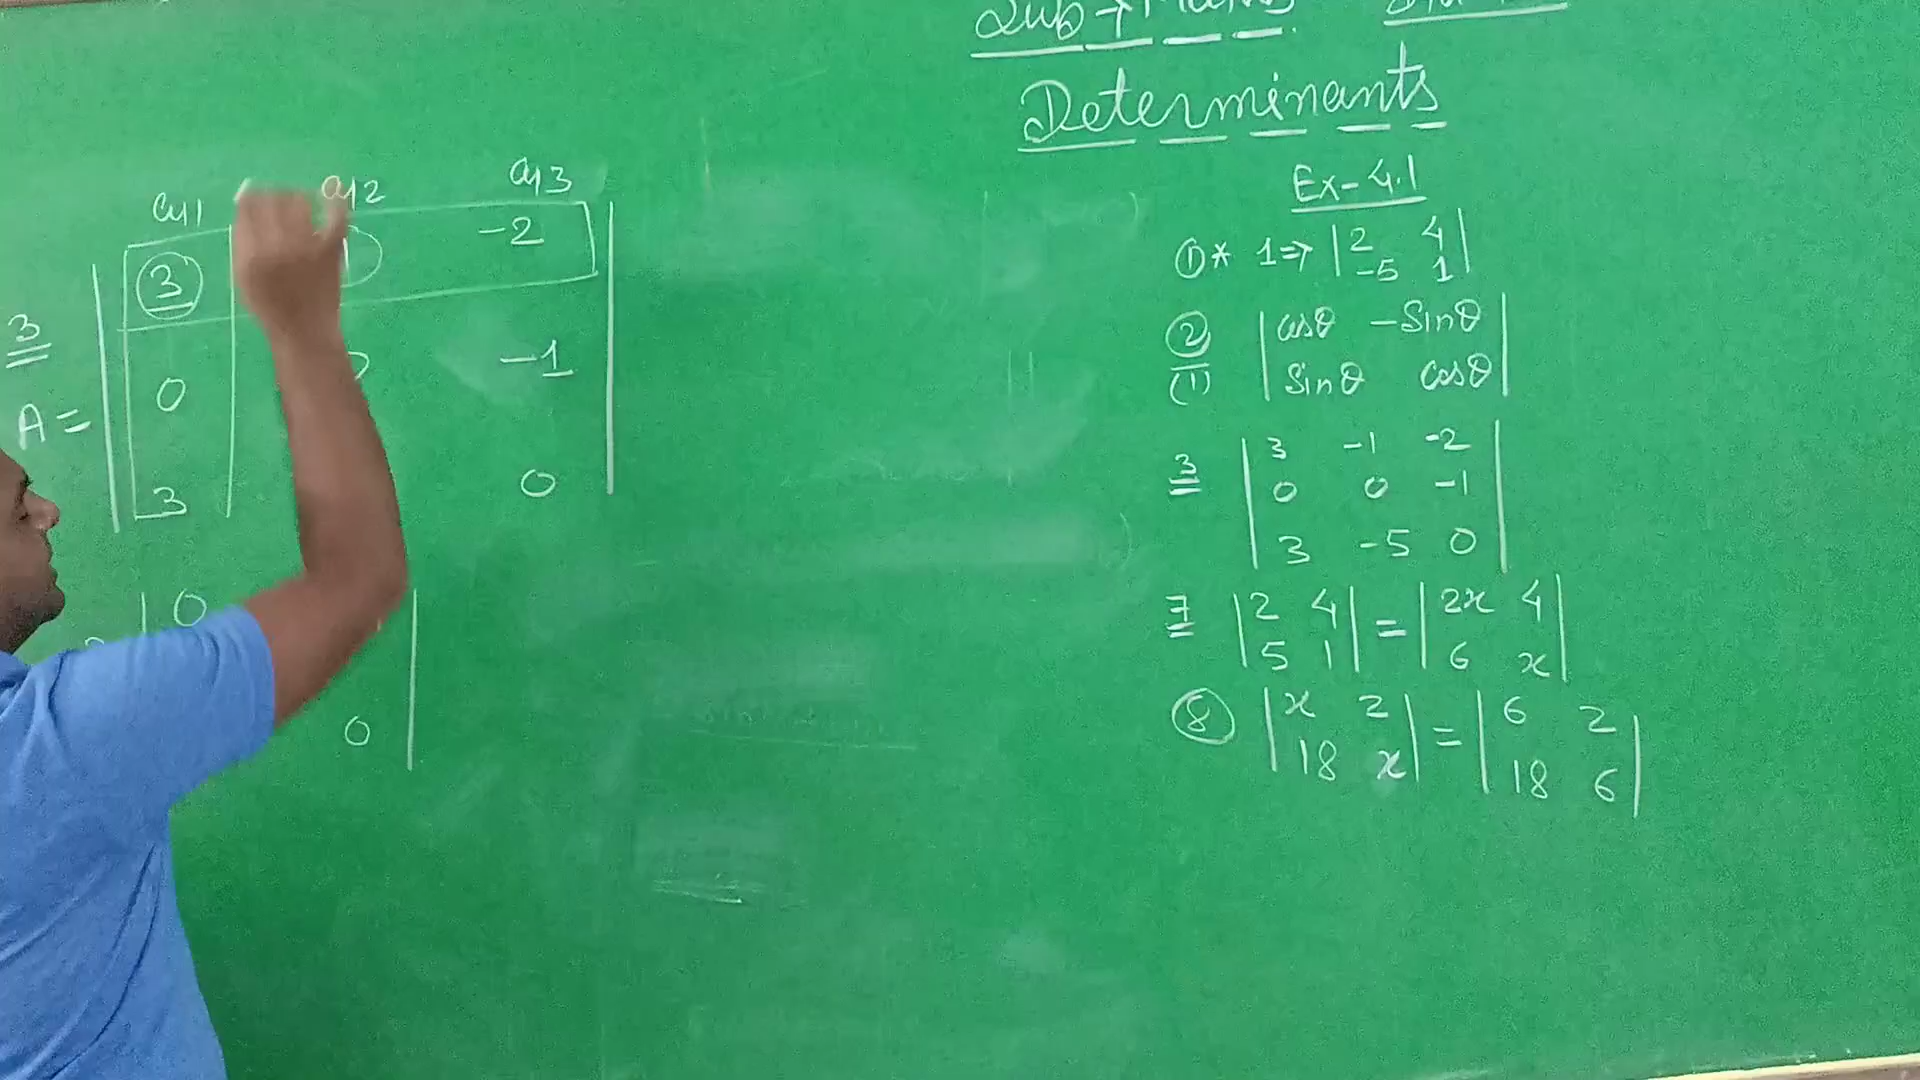 Determinants
Ex-4.1
① * 1⇒ | 2 4 |
| -5 1 |
② | cosθ -Sinθ |
(1) | Sinθ cosθ |
3 | 3 -1 -2 |
| 0 0 -1 |
| 3 -5 0 |
7 | 2 4 | = | 2x 4 |
| 5 1 | | 6 x |
⑧ | x 2 | = | 6 2 |
| 18 x | | 18 6 |
a11 a12 a13
3 -2
3
0 -1
A =
3 0
0
0